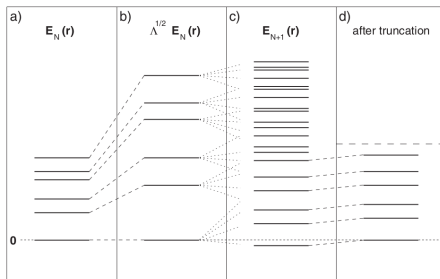 a)
b)
c)
d)
E_N(r)
Λ^{1/2} E_N(r)
E_{N+1}(r)
after truncation
0